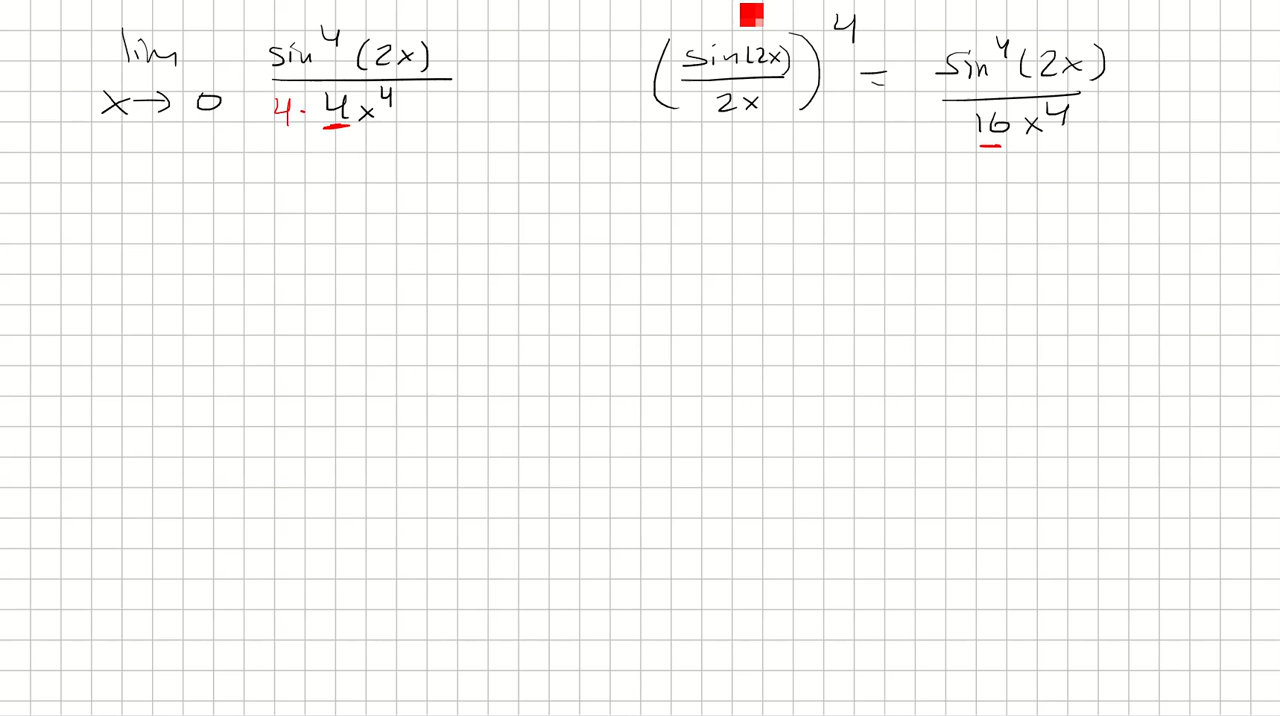 lim sin⁴(2x) / 4·4x⁴
x→0
(sin(2x) / 2x)⁴ = sin⁴(2x) / 16x⁴